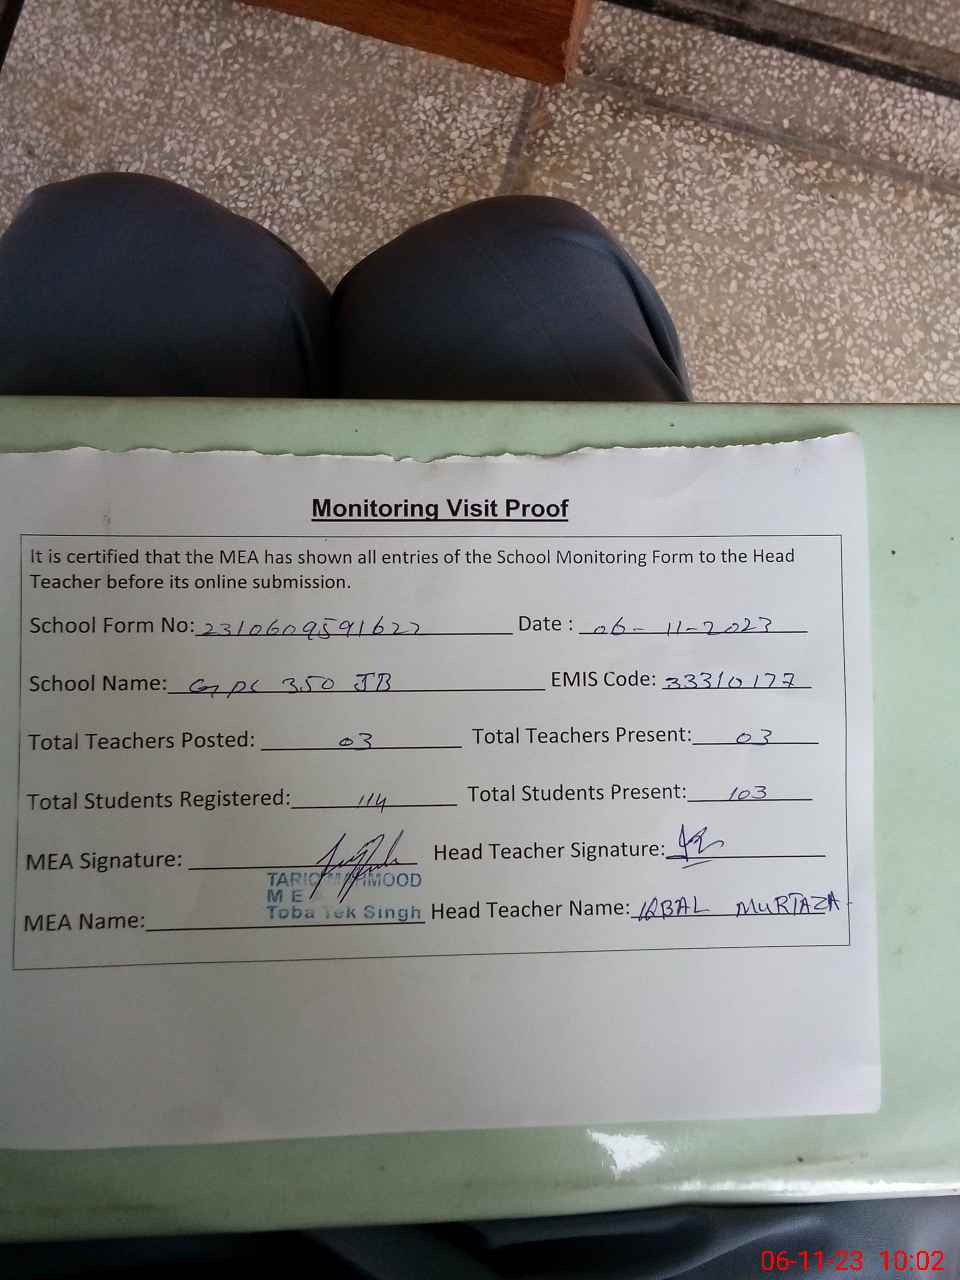 Monitoring Visit Proof
It is certified that the MEA has shown all entries of the School Monitoring Form to the Head
Teacher before its online submission.
School Form No: 2310609591622 Date : 06-11-2023
School Name: GPS 350 JB EMIS Code: 33310177
Total Teachers Posted: 03 Total Teachers Present: 03
Total Students Registered: 114 Total Students Present: 103
MEA Signature: Head Teacher Signature:
TARIQ MAHMOOD
MEA
Toba Tek Singh
MEA Name: Head Teacher Name: IQBAL MURTAZA
06-11-23 10:02